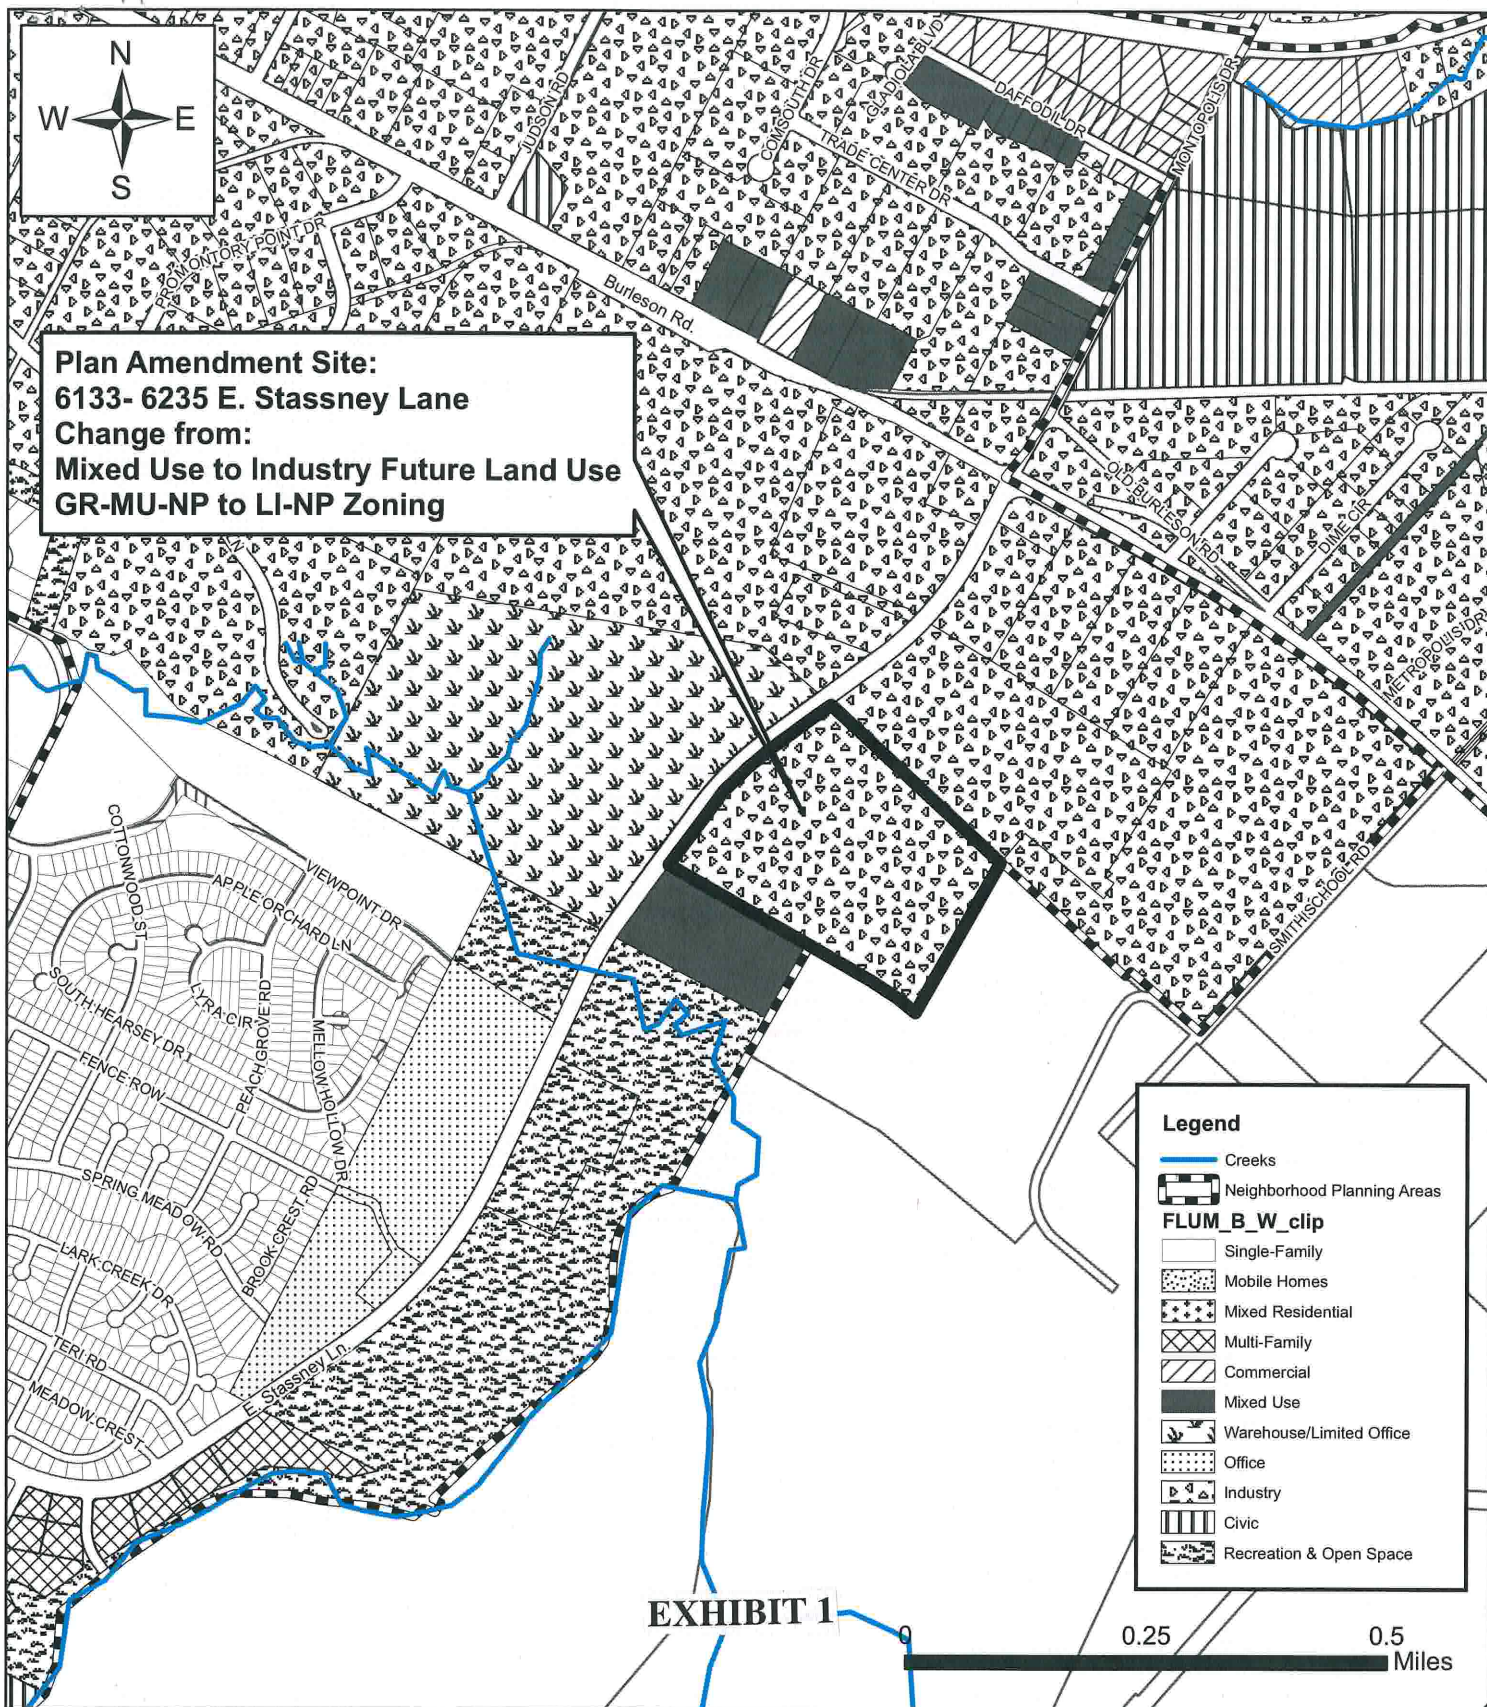 N
W E
S
JUDSON RD
COMSOUTH DR
GLADIOLA BLVD
DAFFODIL DR
MONTOPOLIS DR
TRADE CENTER DR
PROMONTORY POINT DR
Burleson Rd.
Plan Amendment Site:
6133- 6235 E. Stassney Lane
Change from:
Mixed Use to Industry Future Land Use
GR-MU-NP to LI-NP Zoning
OLD BURLESON RD
DIME CIR
METROPOLIS DR
LN
COTTONWOOD ST
VIEWPOINT DR
APPLE ORCHARD LN
SMITH SCHOOL RD
LYRA CIR
PEACH GROVE RD
SOUTH HEARSEY DR
MELLOW HOLLOW DR
FENCE ROW
SPRING MEADOW RD
BROOK CREST RD
LARK CREEK DR
TERI RD
E. Stassney Ln.
MEADOW CREST
Legend
Creeks
Neighborhood Planning Areas
FLUM_B_W_clip
Single-Family
Mobile Homes
Mixed Residential
Multi-Family
Commercial
Mixed Use
Warehouse/Limited Office
Office
Industry
Civic
Recreation & Open Space
EXHIBIT 1
0 0.25 0.5
Miles